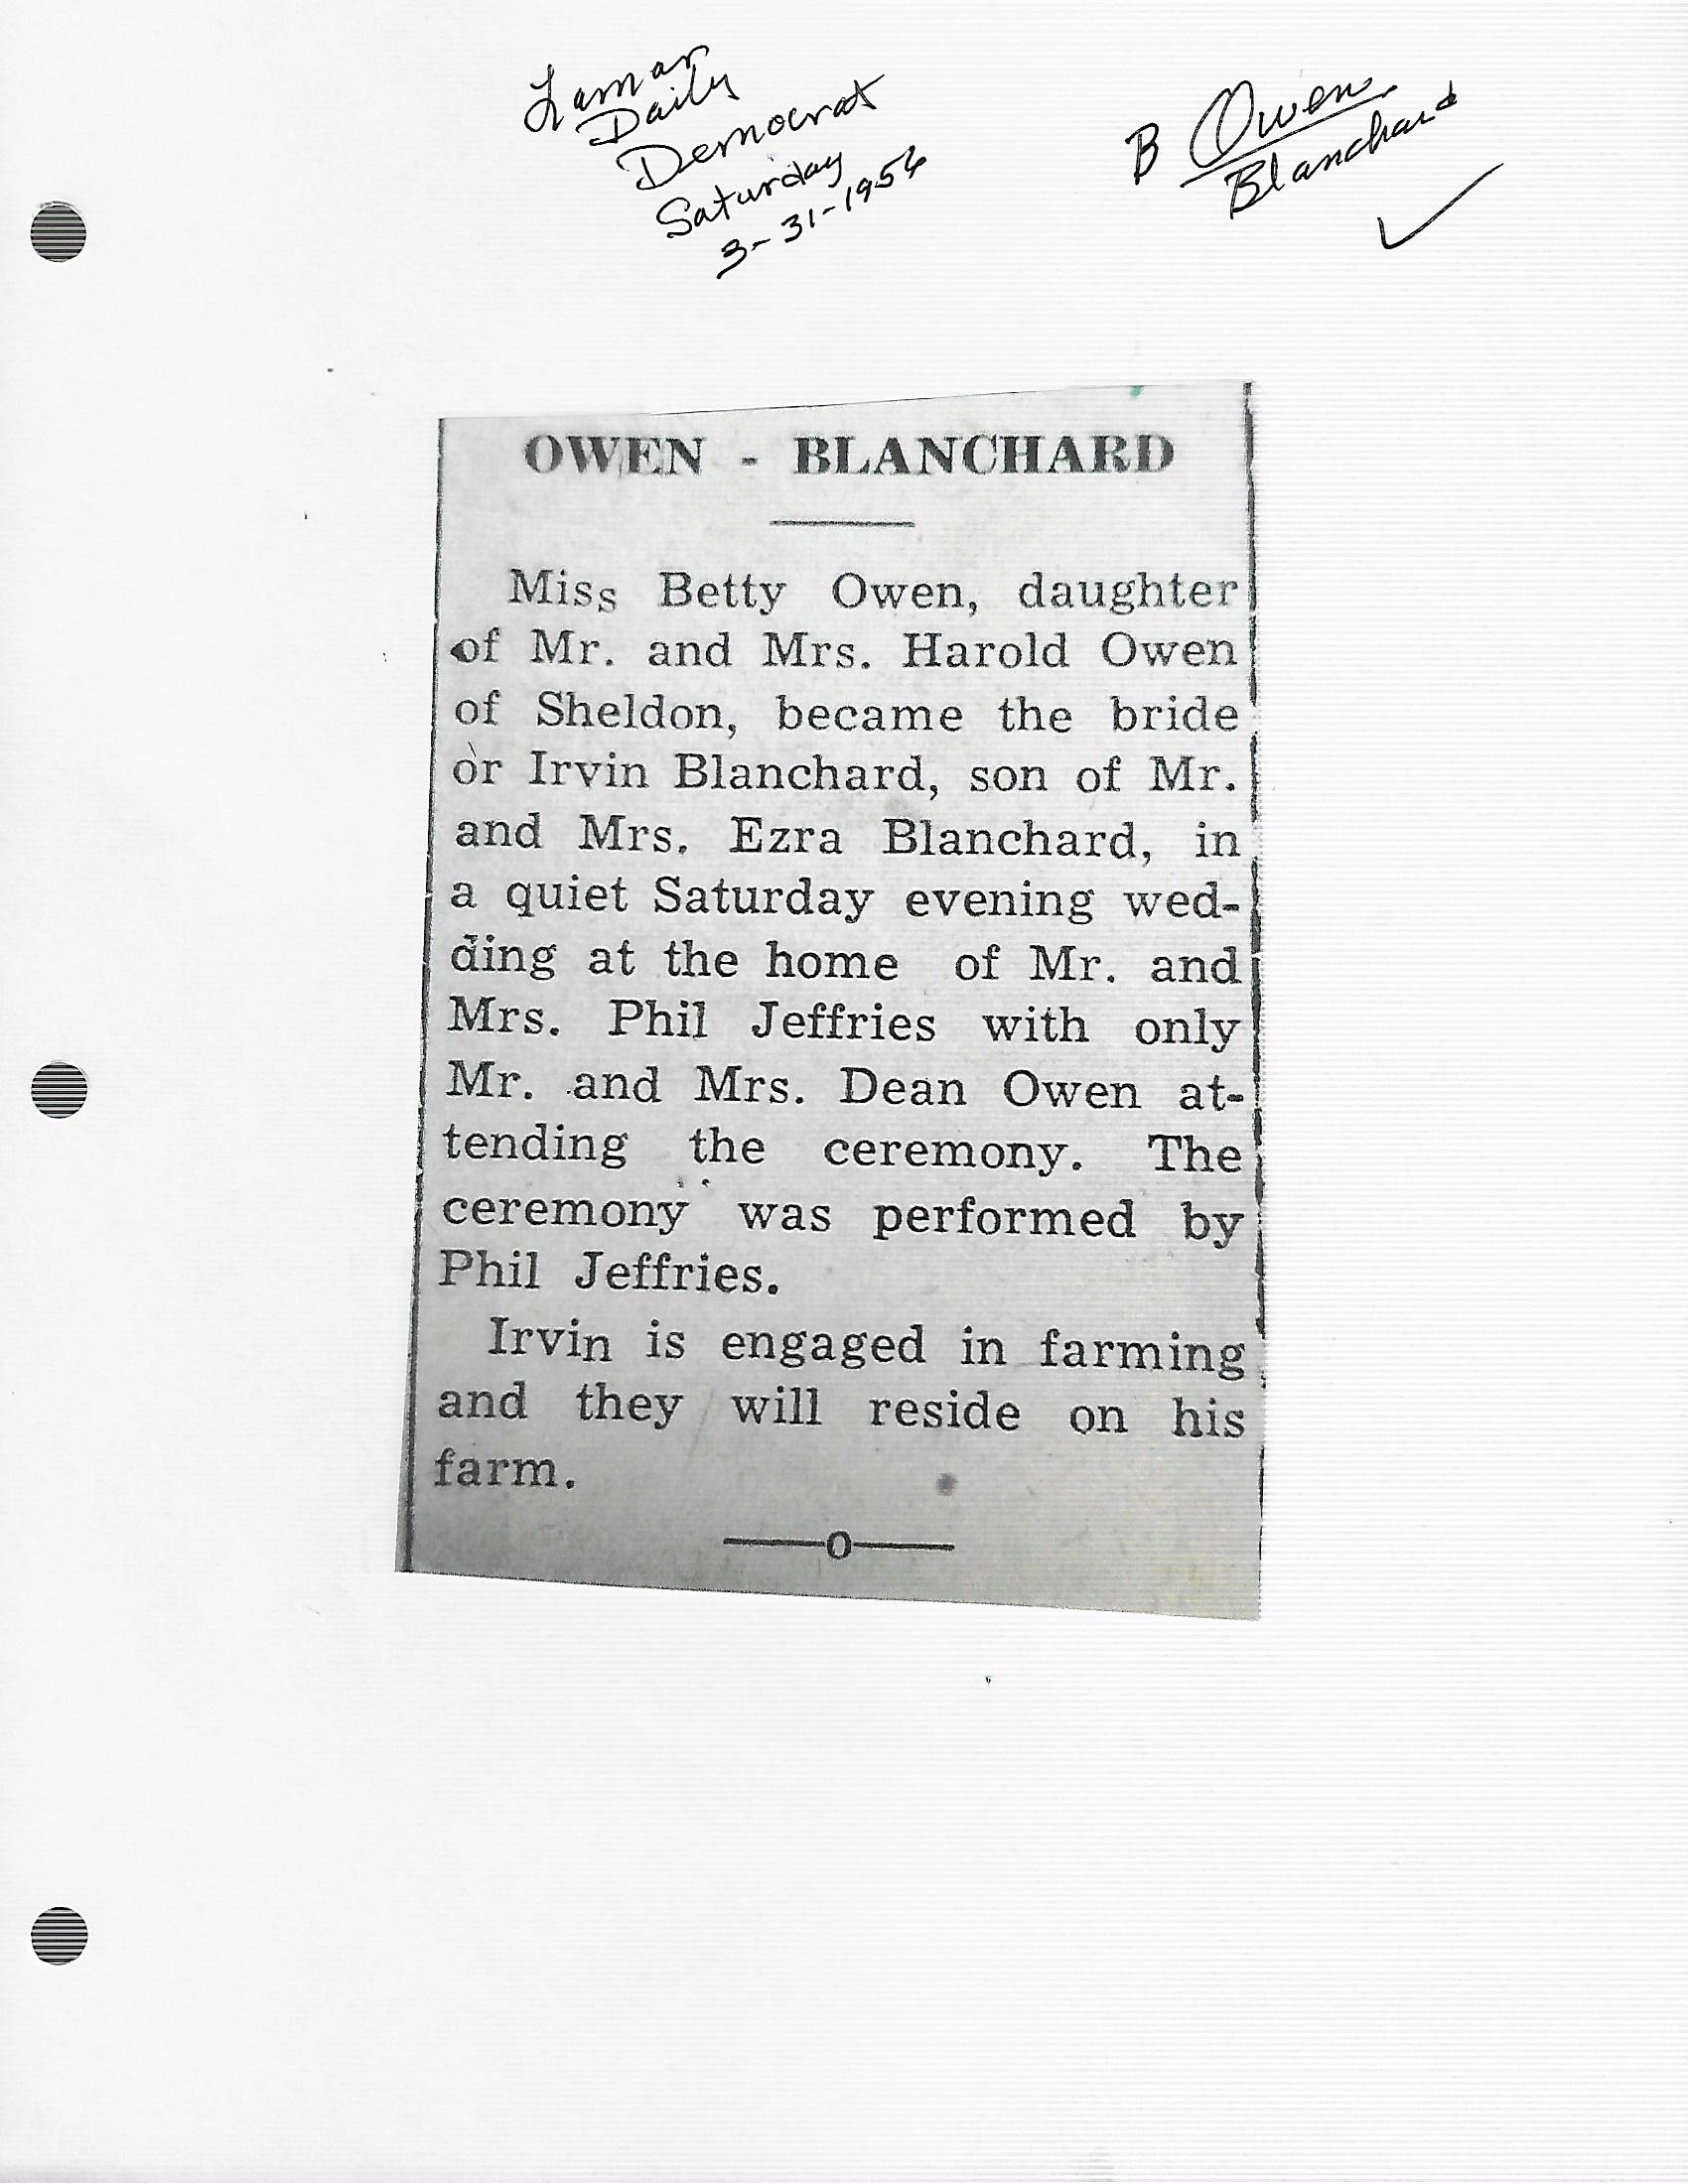 Lamar
Daily
Democrat
Saturday
3-31-1956
B Owen
Blanchard
OWEN - BLANCHARD
Miss Betty Owen, daughter
of Mr. and Mrs. Harold Owen
of Sheldon, became the bride
or Irvin Blanchard, son of Mr.
and Mrs. Ezra Blanchard, in
a quiet Saturday evening wed-
ding at the home of Mr. and
Mrs. Phil Jeffries with only
Mr. and Mrs. Dean Owen at-
tending the ceremony. The
ceremony was performed by
Phil Jeffries.
Irvin is engaged in farming
and they will reside on his
farm.
——o——